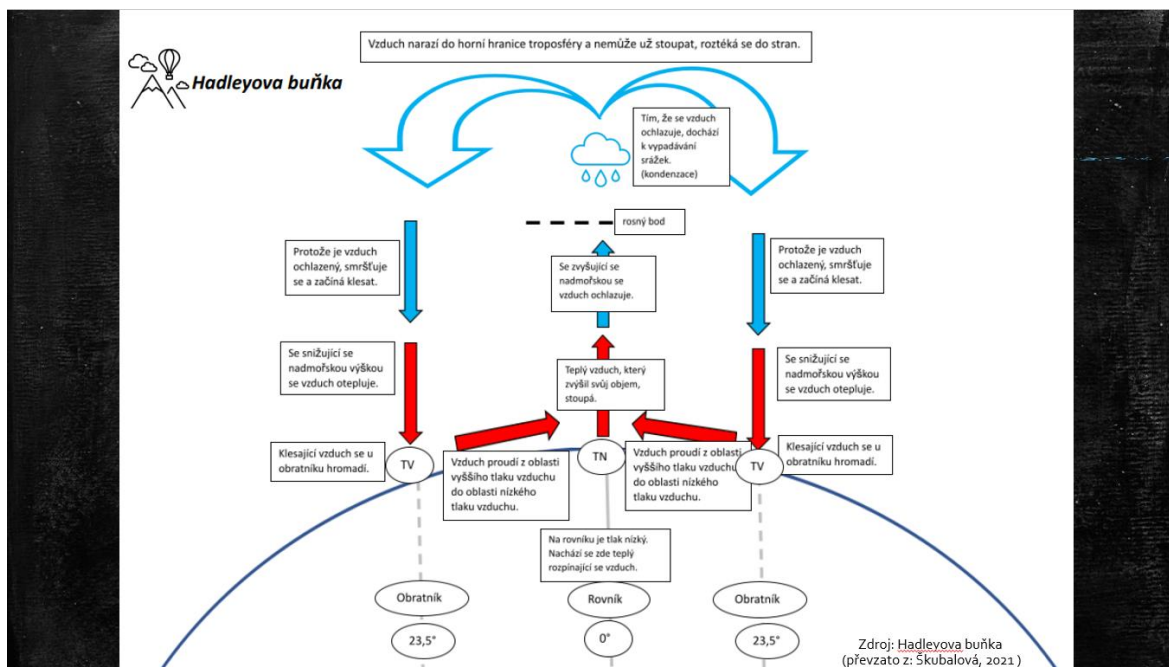 Vzduch narazí do horní hranice troposféry a nemůže už stoupat, roztéká se do stran.
Hadleyova buňka
Tím, že se vzduch
ochlazuje, dochází
k vypadávání
srážek.
(kondenzace)
rosný bod
Protože je vzduch
ochlazený, smršťuje
se a začíná klesat.
Se zvyšující se
nadmořskou se
vzduch ochlazuje.
Protože je vzduch
ochlazený, smršťuje
se a začíná klesat.
Se snižující se
nadmořskou výškou
se vzduch otepluje.
Teplý vzduch, který
zvýšil svůj objem,
stoupá.
Se snižující se
nadmořskou výškou
se vzduch otepluje.
Klesající vzduch se u
obratníku hromadí.
TV
Vzduch proudí z oblasti
vyššího tlaku vzduchu
do oblasti nízkého
tlaku vzduchu.
TN
Vzduch proudí z oblasti
vyššího tlaku vzduchu
do oblasti nízkého
tlaku vzduchu.
TV
Klesající vzduch se u
obratníku hromadí.
Na rovníku je tlak nízký.
Nachází se zde teplý
rozpínající se vzduch.
Obratník
Rovník
Obratník
23,5°
0°
23,5°
Zdroj: Hadleyova buňka
(převzato z: Škubalová, 2021)